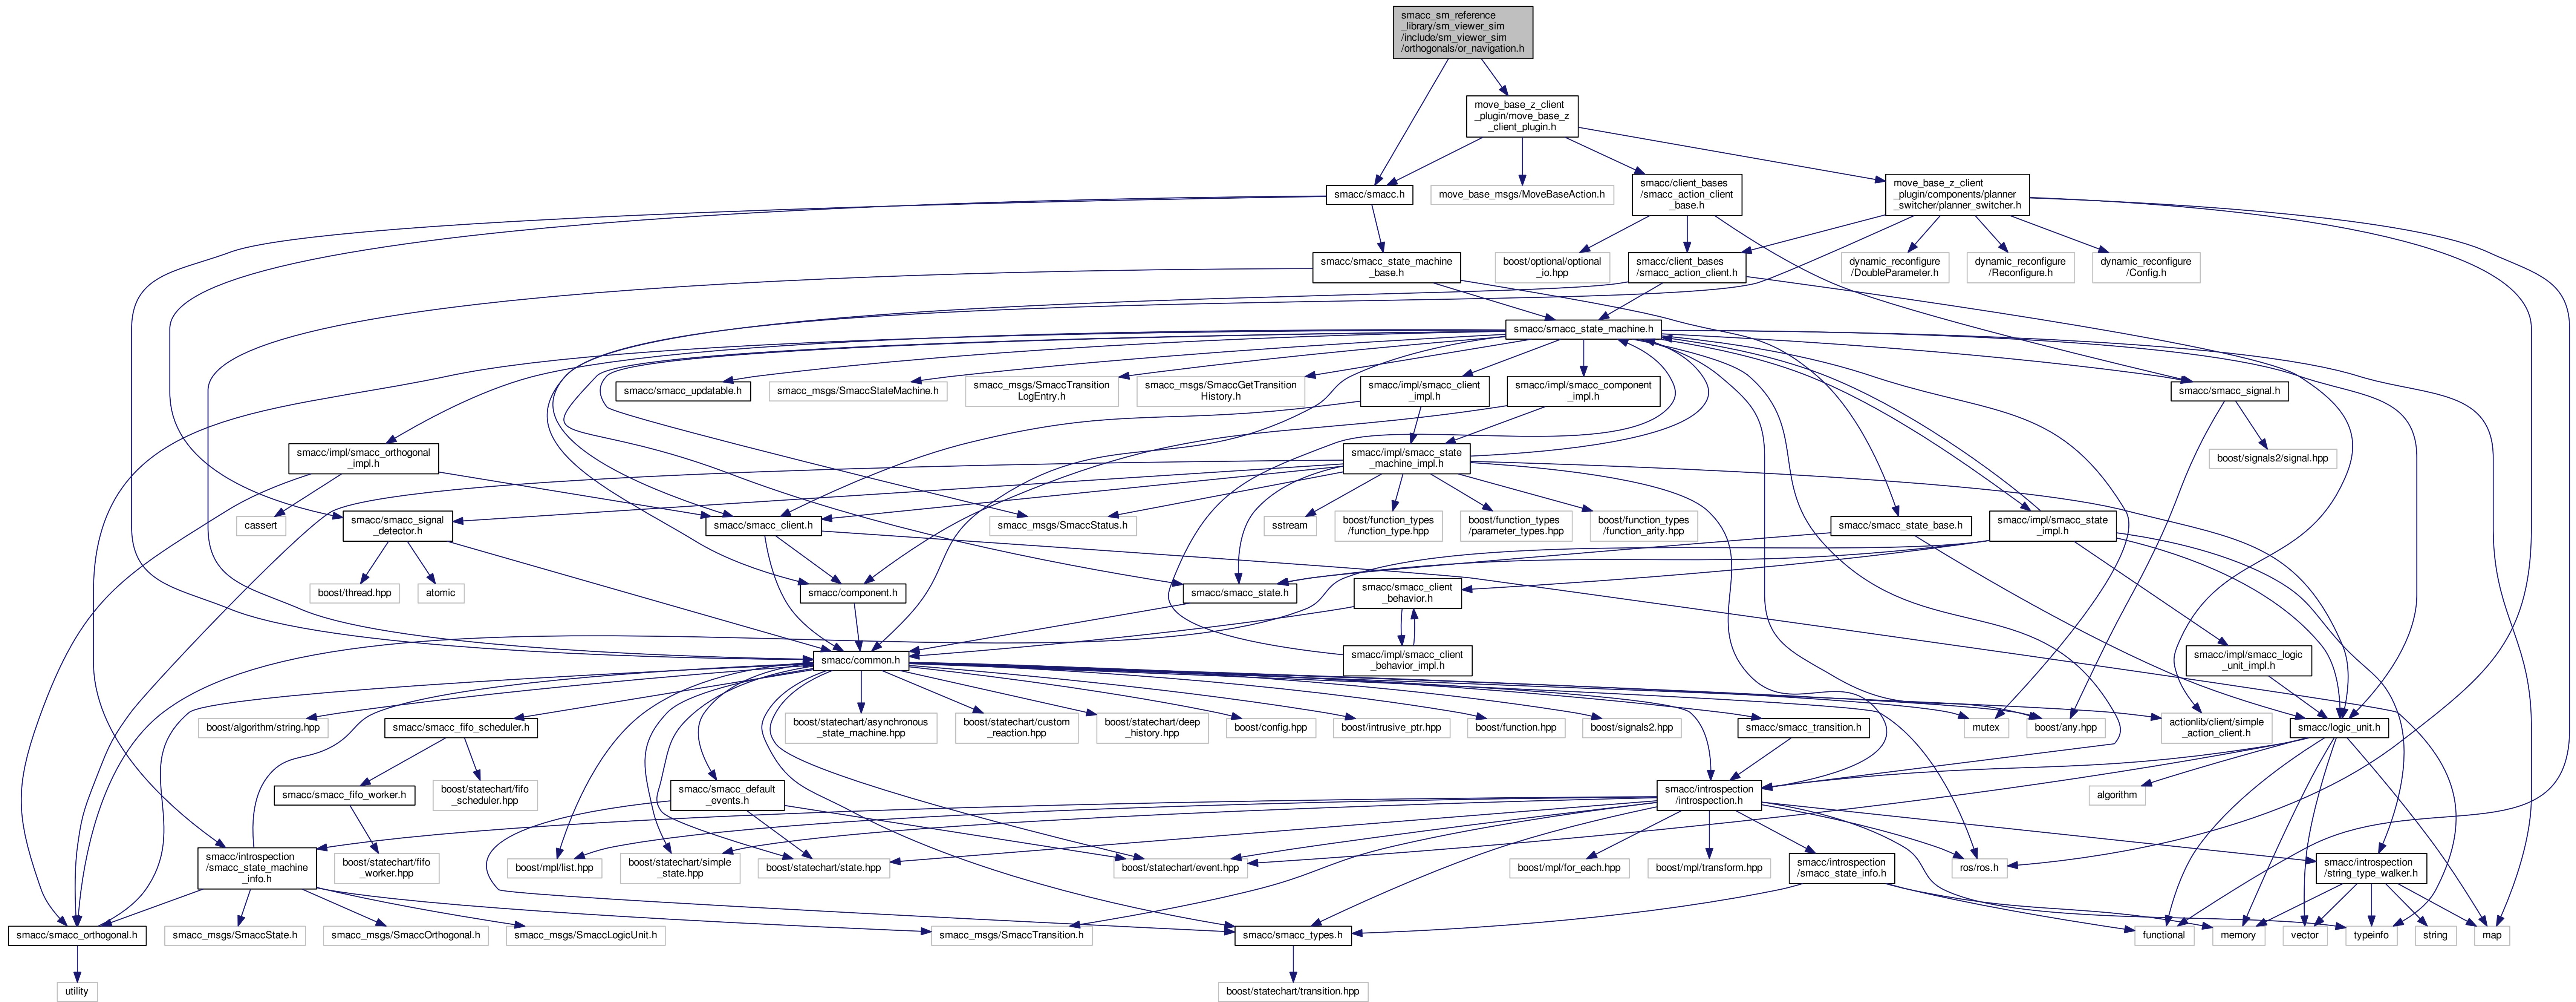 smacc_sm_reference
_library/sm_viewer_sim
/include/sm_viewer_sim
/orthogonals/or_navigation.h
move_base_z_client
_plugin/move_base_z
_client_plugin.h
smacc/smacc.h
move_base_msgs/MoveBaseAction.h
smacc/client_bases
/smacc_action_client
_base.h
move_base_z_client
_plugin/components/planner
_switcher/planner_switcher.h
smacc/smacc_state_machine
_base.h
boost/optional/optional
_io.hpp
smacc/client_bases
/smacc_action_client.h
dynamic_reconfigure
/DoubleParameter.h
dynamic_reconfigure
/Reconfigure.h
dynamic_reconfigure
/Config.h
smacc/smacc_state_machine.h
smacc/smacc_updatable.h
smacc_msgs/SmaccStateMachine.h
smacc_msgs/SmaccTransition
LogEntry.h
smacc_msgs/SmaccGetTransition
History.h
smacc/impl/smacc_client
_impl.h
smacc/impl/smacc_component
_impl.h
smacc/smacc_signal.h
smacc/impl/smacc_orthogonal
_impl.h
smacc/impl/smacc_state
_machine_impl.h
boost/signals2/signal.hpp
cassert
smacc/smacc_signal
_detector.h
smacc/smacc_client.h
smacc_msgs/SmaccStatus.h
sstream
boost/function_types
/function_type.hpp
boost/function_types
/parameter_types.hpp
boost/function_types
/function_arity.hpp
smacc/smacc_state_base.h
smacc/impl/smacc_state
_impl.h
boost/thread.hpp
atomic
smacc/component.h
smacc/smacc_state.h
smacc/smacc_client
_behavior.h
smacc/common.h
smacc/impl/smacc_client
_behavior_impl.h
smacc/impl/smacc_logic
_unit_impl.h
boost/algorithm/string.hpp
smacc/smacc_fifo_scheduler.h
boost/statechart/asynchronous
_state_machine.hpp
boost/statechart/custom
_reaction.hpp
boost/statechart/deep
_history.hpp
boost/config.hpp
boost/intrusive_ptr.hpp
boost/function.hpp
boost/signals2.hpp
smacc/smacc_transition.h
mutex
boost/any.hpp
actionlib/client/simple
_action_client.h
smacc/logic_unit.h
smacc/smacc_fifo_worker.h
boost/statechart/fifo
_scheduler.hpp
smacc/smacc_default
_events.h
smacc/introspection
/introspection.h
algorithm
smacc/introspection
/smacc_state_machine
_info.h
boost/statechart/fifo
_worker.hpp
boost/mpl/list.hpp
boost/statechart/simple
_state.hpp
boost/statechart/state.hpp
boost/statechart/event.hpp
boost/mpl/for_each.hpp
boost/mpl/transform.hpp
smacc/introspection
/smacc_state_info.h
ros/ros.h
smacc/introspection
/string_type_walker.h
smacc/smacc_orthogonal.h
smacc_msgs/SmaccState.h
smacc_msgs/SmaccOrthogonal.h
smacc_msgs/SmaccLogicUnit.h
smacc_msgs/SmaccTransition.h
smacc/smacc_types.h
functional
memory
vector
typeinfo
string
map
utility
boost/statechart/transition.hpp